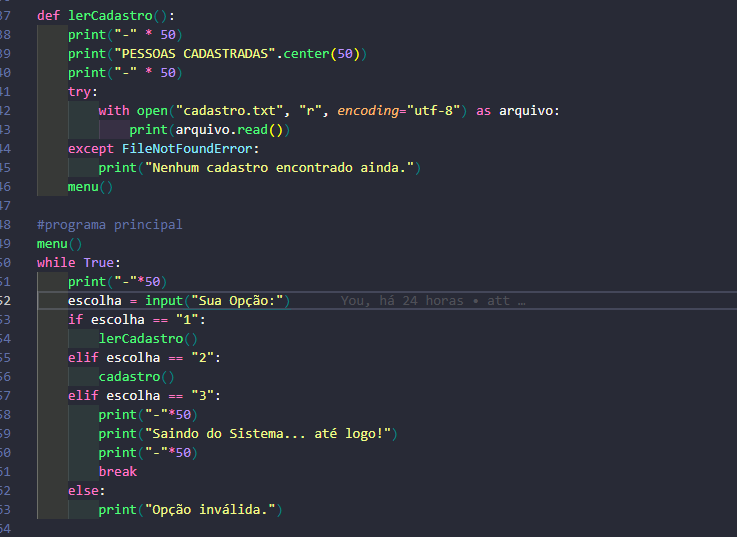 37 def lerCadastro():
38 print("-" * 50)
39 print("PESSOAS CADASTRADAS".center(50))
40 print("-" * 50)
41 try:
42 with open("cadastro.txt", "r", encoding="utf-8") as arquivo:
43 print(arquivo.read())
44 except FileNotFoundError:
45 print("Nenhum cadastro encontrado ainda.")
46 menu()
47
48 #programa principal
49 menu()
50 while True:
51 print("-"*50)
52 escolha = input("Sua Opção:") You, há 24 horas • att …
53 if escolha == "1":
54 lerCadastro()
55 elif escolha == "2":
56 cadastro()
57 elif escolha == "3":
58 print("-"*50)
59 print("Saindo do Sistema... até logo!")
60 print("-"*50)
61 break
62 else:
63 print("Opção inválida.")
64